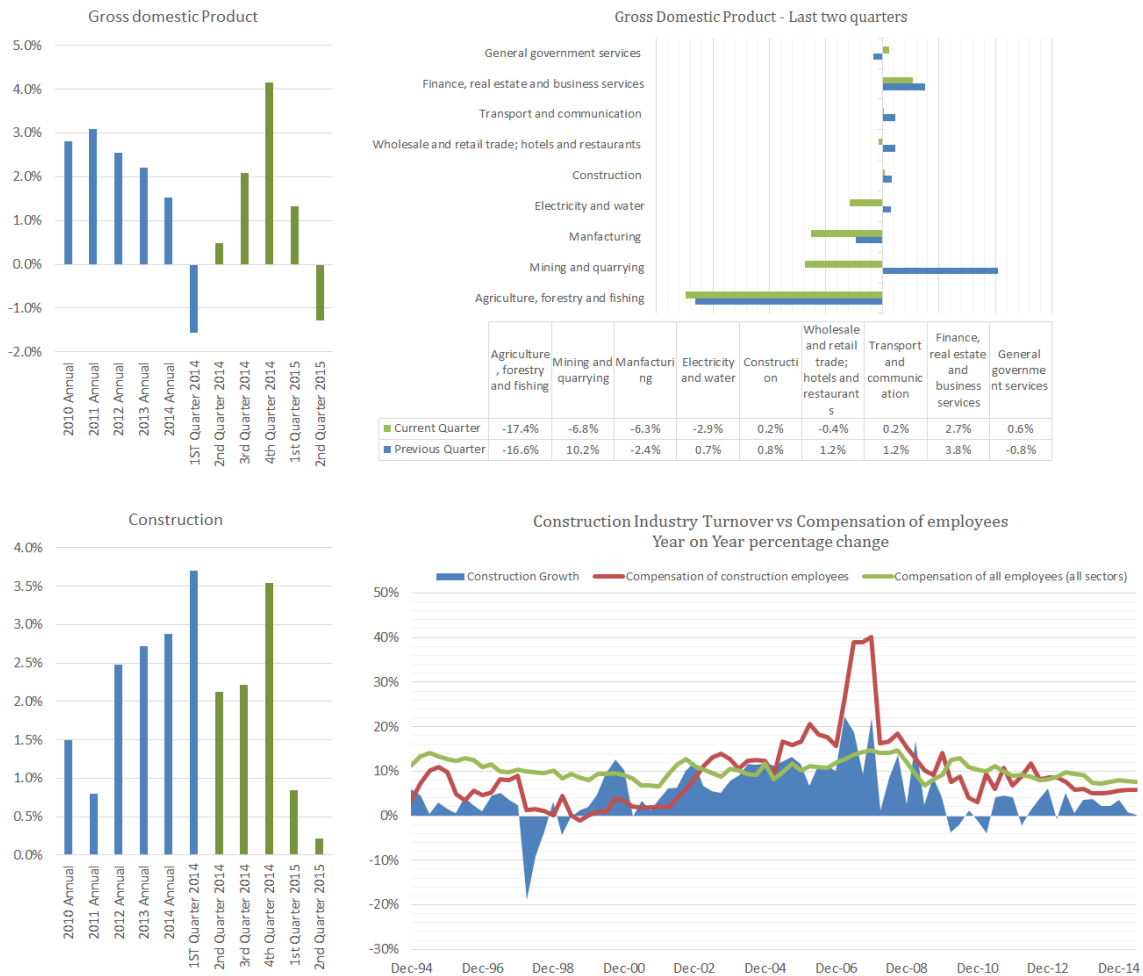 Gross domestic Product
5.0%
4.0%
3.0%
2.0%
1.0%
0.0%
-1.0%
-2.0%
2010 Annual
2011 Annual
2012 Annual
2013 Annual
2014 Annual
1ST Quarter 2014
2nd Quarter 2014
3rd Quarter 2014
4th Quarter 2014
1st Quarter 2015
2nd Quarter 2015
Gross Domestic Product - Last two quarters
General government services
Finance, real estate and business services
Transport and communication
Wholesale and retail trade; hotels and restaurants
Construction
Electricity and water
Manfacturing
Mining and quarrying
Agriculture, forestry and fishing
Agriculture
, forestry
and fishing
Mining and
quarrying
Manfacturi
ng
Electricity
and water
Constructi
on
Wholesale
and retail
trade;
hotels and
restaurant
s
Transport
and
communic
ation
Finance,
real estate
and
business
services
General
governme
nt services
Current Quarter -17.4% -6.8% -6.3% -2.9% 0.2% -0.4% 0.2% 2.7% 0.6%
Previous Quarter -16.6% 10.2% -2.4% 0.7% 0.8% 1.2% 1.2% 3.8% -0.8%
Construction
4.0%
3.5%
3.0%
2.5%
2.0%
1.5%
1.0%
0.5%
0.0%
2010 Annual
2011 Annual
2012 Annual
2013 Annual
2014 Annual
1ST Quarter 2014
2nd Quarter 2014
3rd Quarter 2014
4th Quarter 2014
1st Quarter 2015
2nd Quarter 2015
Construction Industry Turnover vs Compensation of employees
Year on Year percentage change
Construction Growth Compensation of construction employees Compensation of all employees (all sectors)
50%
40%
30%
20%
10%
0%
-10%
-20%
-30%
Dec-94 Dec-96 Dec-98 Dec-00 Dec-02 Dec-04 Dec-06 Dec-08 Dec-10 Dec-12 Dec-14